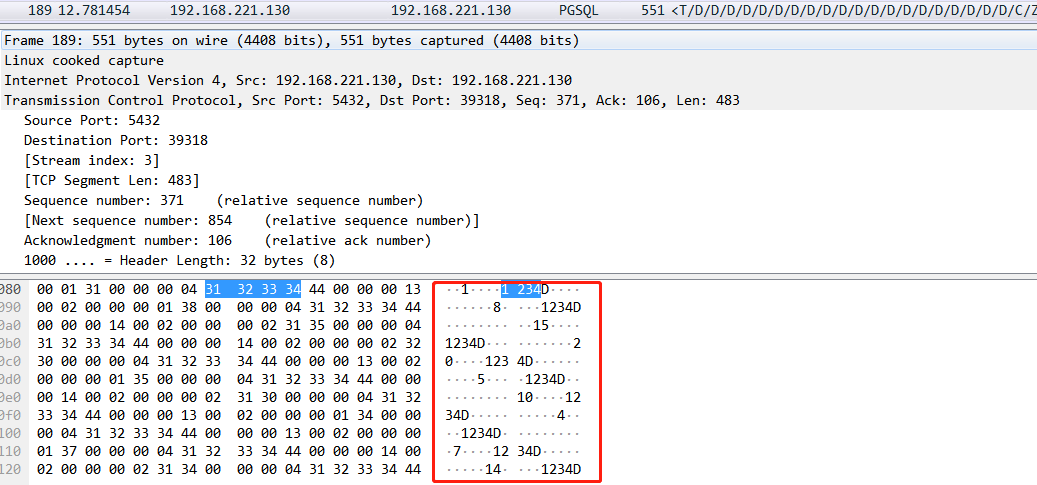 189 12.781454 192.168.221.130 192.168.221.130 PGSQL 551 <T/D/D/D/D/D/D/D/D/D/D/D/D/D/D/D/D/D/D/D/D/C/Z
Frame 189: 551 bytes on wire (4408 bits), 551 bytes captured (4408 bits)
Linux cooked capture
Internet Protocol Version 4, Src: 192.168.221.130, Dst: 192.168.221.130
Transmission Control Protocol, Src Port: 5432, Dst Port: 39318, Seq: 371, Ack: 106, Len: 483
Source Port: 5432
Destination Port: 39318
[Stream index: 3]
[TCP Segment Len: 483]
Sequence number: 371 (relative sequence number)
[Next sequence number: 854 (relative sequence number)]
Acknowledgment number: 106 (relative ack number)
1000 .... = Header Length: 32 bytes (8)
080 00 01 31 00 00 00 04 31 32 33 34 44 00 00 00 13 ··1····1 234D····
090 00 02 00 00 00 01 38 00 00 00 04 31 32 33 34 44 ······8· ···1234D
0a0 00 00 00 14 00 02 00 00 00 02 31 35 00 00 00 04 ········ ··15····
0b0 31 32 33 34 44 00 00 00 14 00 02 00 00 00 02 32 1234D··· ·······2
0c0 30 00 00 00 04 31 32 33 34 44 00 00 00 13 00 02 0····123 4D······
0d0 00 00 00 01 35 00 00 00 04 31 32 33 34 44 00 00 ····5··· ·1234D··
0e0 00 14 00 02 00 00 00 02 31 30 00 00 00 04 31 32 ········ 10····12
0f0 33 34 44 00 00 00 13 00 02 00 00 00 01 34 00 00 34D····· ·····4··
100 00 04 31 32 33 34 44 00 00 00 13 00 02 00 00 00 ··1234D· ········
110 01 37 00 00 00 04 31 32 33 34 44 00 00 00 14 00 ·7····12 34D·····
120 02 00 00 00 02 31 34 00 00 00 04 31 32 33 34 44 ·····14· ···1234D